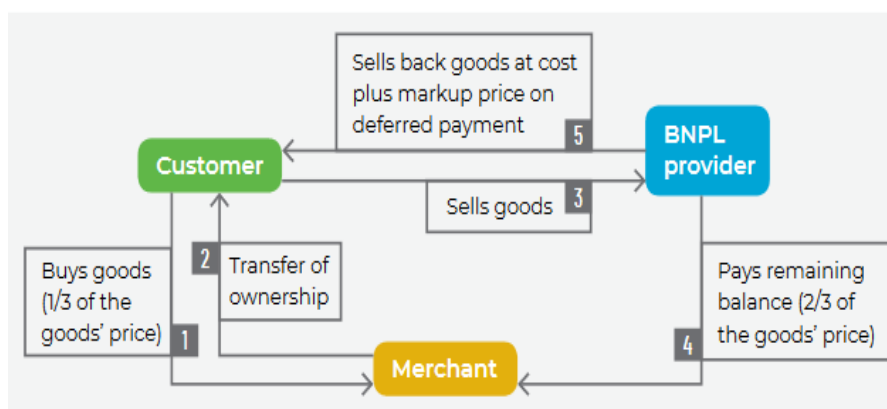 Sells back goods at cost
plus markup price on
deferred payment
5
BNPL
provider
Customer
Sells goods
3
Buys goods
(1/3 of the
goods' price)
1
2
Transfer of
ownership
Pays remaining
balance (2/3 of
the goods' price)
4
Merchant